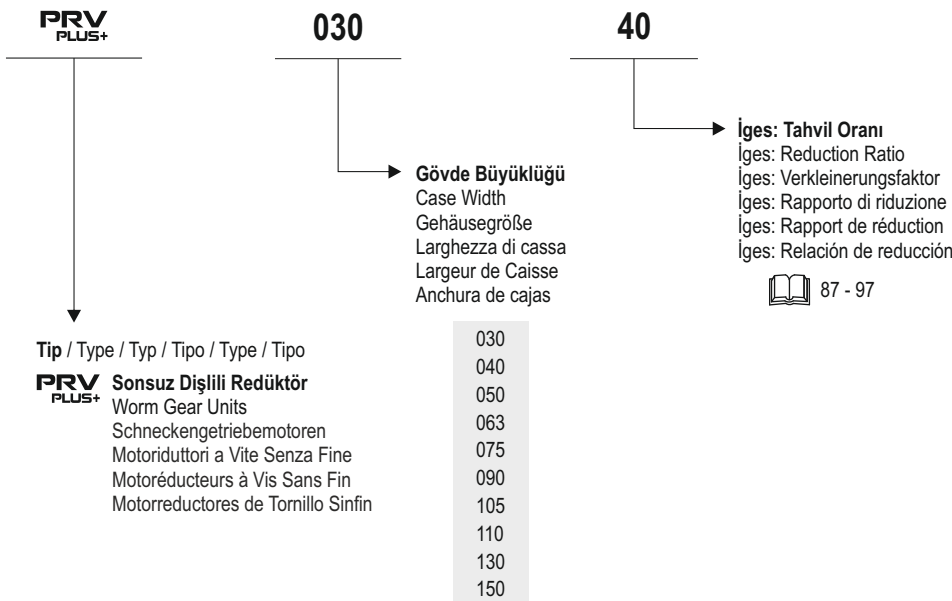 PRV
PLUS+
030
40
İges: Tahvil Oranı
İges: Reduction Ratio
İges: Verkleinerungsfaktor
İges: Rapporto di riduzione
İges: Rapport de réduction
İges: Relación de reducción
87 - 97
Gövde Büyüklüğü
Case Width
Gehäusegröße
Larghezza di cassa
Largeur de Caisse
Anchura de cajas
030
040
050
063
075
090
105
110
130
150
Tip / Type / Typ / Tipo / Type / Tipo
PRV
PLUS+
Sonsuz Dişlili Redüktör
Worm Gear Units
Schneckengetriebemotoren
Motoriduttori a Vite Senza Fine
Motoréducteurs à Vis Sans Fin
Motorreductores de Tornillo Sinfin